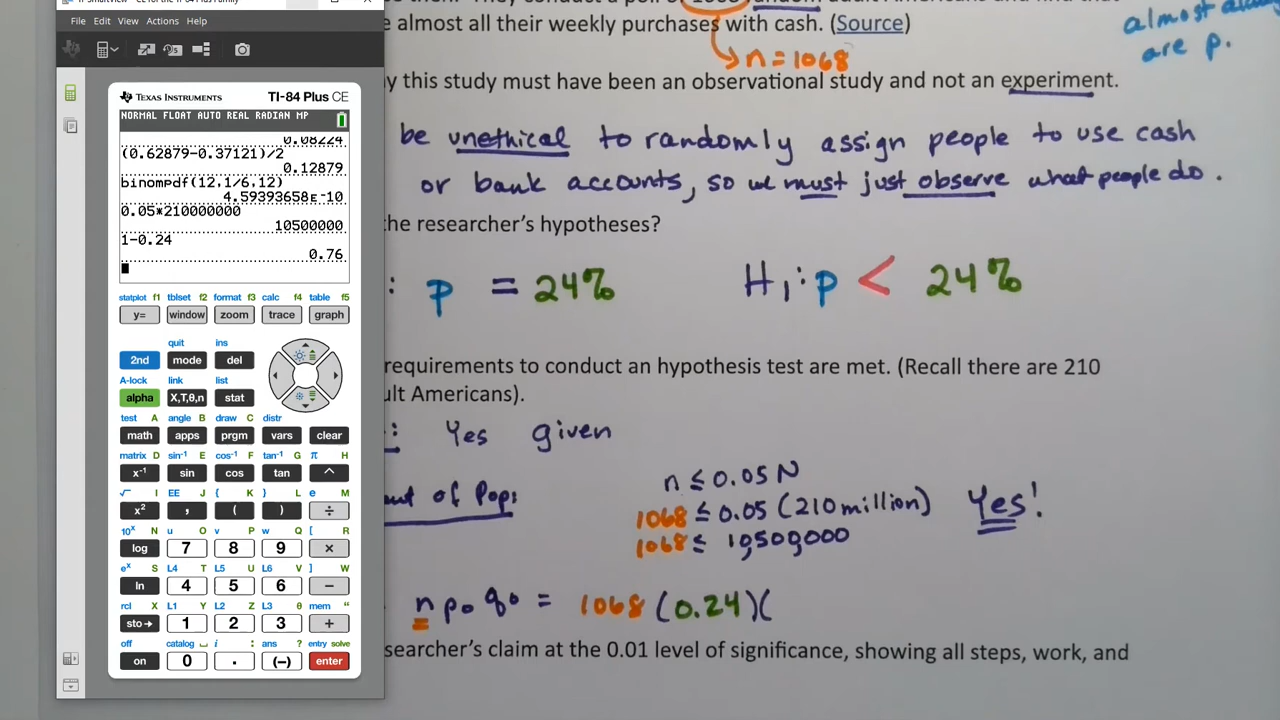 File Edit View Actions Help
TEXAS INSTRUMENTS TI-84 Plus CE
NORMAL FLOAT AUTO REAL RADIAN MP
0.08224
(0.62879-0.37121)/2
0.12879
binompdf(12,1/6,12)
4.59393658E-10
0.05*210000000
10500000
1-0.24
0.76
statplot f1 tblset f2 format f3 calc f4 table f5
y= window zoom trace graph
quit ins
2nd mode del
A-lock link list
alpha X,T,θ,n stat
test A angle B draw C distr
math apps prgm vars clear
matrix D sin⁻¹ E cos⁻¹ F tan⁻¹ G π H
x⁻¹ sin cos tan ^
√ I EE J { K } L e M
x² , ( ) ÷
10ˣ N u O v P w Q [ R
log 7 8 9 ×
eˣ S L4 T L5 U L6 V ] W
ln 4 5 6 −
rcl X L1 Y L2 Z L3 θ mem "
sto→ 1 2 3 +
off catalog i : ans ? entry solve
on 0 . (−) enter
almost all their weekly purchases with cash. (Source)
n = 1068
almost
are p.
y this study must have been an observational study and not an experiment.
be unethical to randomly assign people to use cash
or bank accounts, so we must just observe what people do.
the researcher's hypotheses?
: p = 24% H₁: p < 24%
requirements to conduct an hypothesis test are met. (Recall there are 210
ult Americans).
: Yes given
n ≤ 0.05 N
of Pop:
1068 ≤ 0.05 (210 million) Yes!
1068 ≤ 10,500,000
n p₀ q₀ = 1068 (0.24)(
searcher's claim at the 0.01 level of significance, showing all steps, work, and